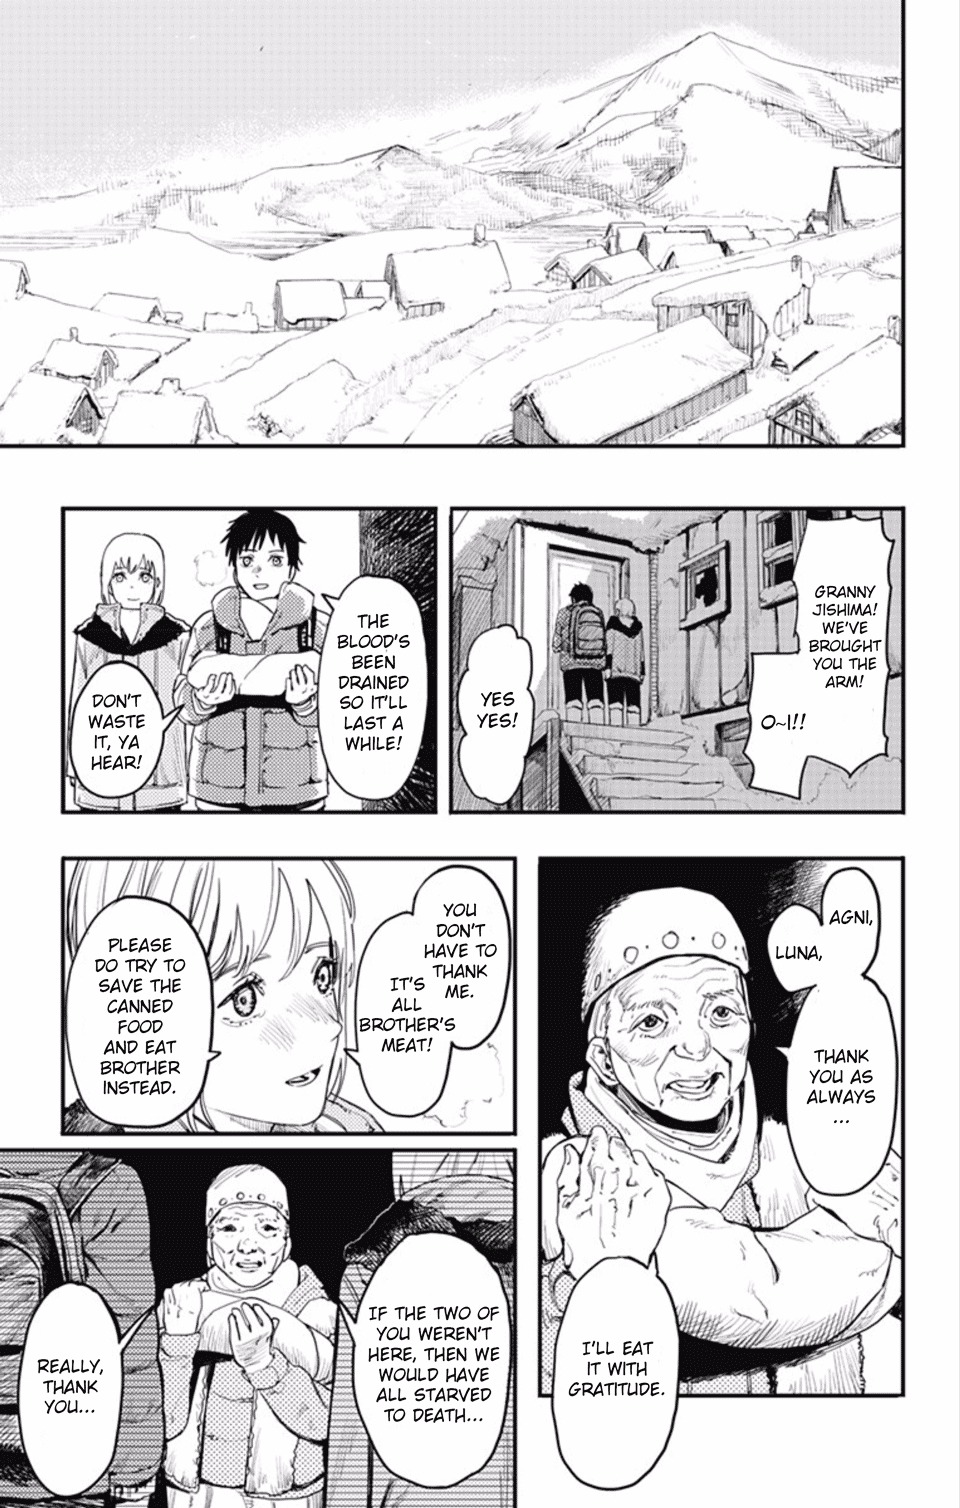 GRANNY
JISHIMA!
WE'VE
BROUGHT
YOU THE
ARM!
O~I!!
YES
YES!
THE
BLOOD'S
BEEN
DRAINED
SO IT'LL
LAST A
WHILE!
DON'T
WASTE
IT, YA
HEAR!
AGNI,
LUNA,
THANK
YOU AS
ALWAYS
...
I'LL EAT
IT WITH
GRATITUDE.
YOU
DON'T
HAVE TO
THANK
ME.
IT'S
ALL
BROTHER'S
MEAT!
PLEASE
DO TRY TO
SAVE THE
CANNED
FOOD
AND EAT
BROTHER
INSTEAD.
IF THE TWO OF
YOU WEREN'T
HERE, THEN WE
WOULD HAVE
ALL STARVED
TO DEATH...
REALLY,
THANK
YOU...